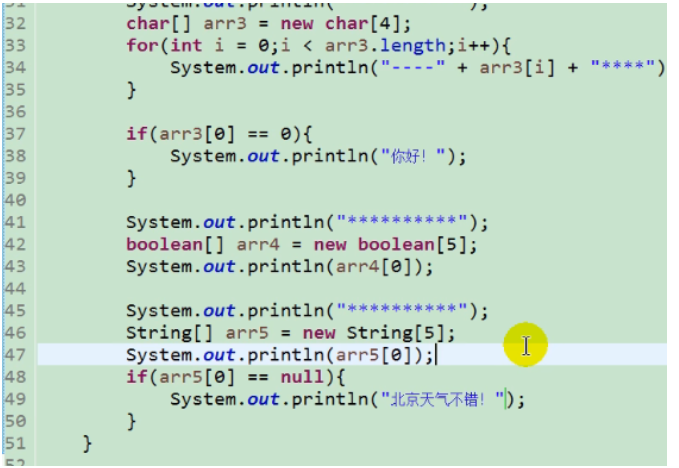 31 System.out.println("
32 char[] arr3 = new char[4];
33 for(int i = 0;i < arr3.length;i++){
34 System.out.println("----" + arr3[i] + "****")
35 }
36
37 if(arr3[0] == 0){
38 System.out.println("你好！");
39 }
40
41 System.out.println("**********");
42 boolean[] arr4 = new boolean[5];
43 System.out.println(arr4[0]);
44
45 System.out.println("**********");
46 String[] arr5 = new String[5];
47 System.out.println(arr5[0]);
48 if(arr5[0] == null){
49 System.out.println("北京天气不错！");
50 }
51 }
52